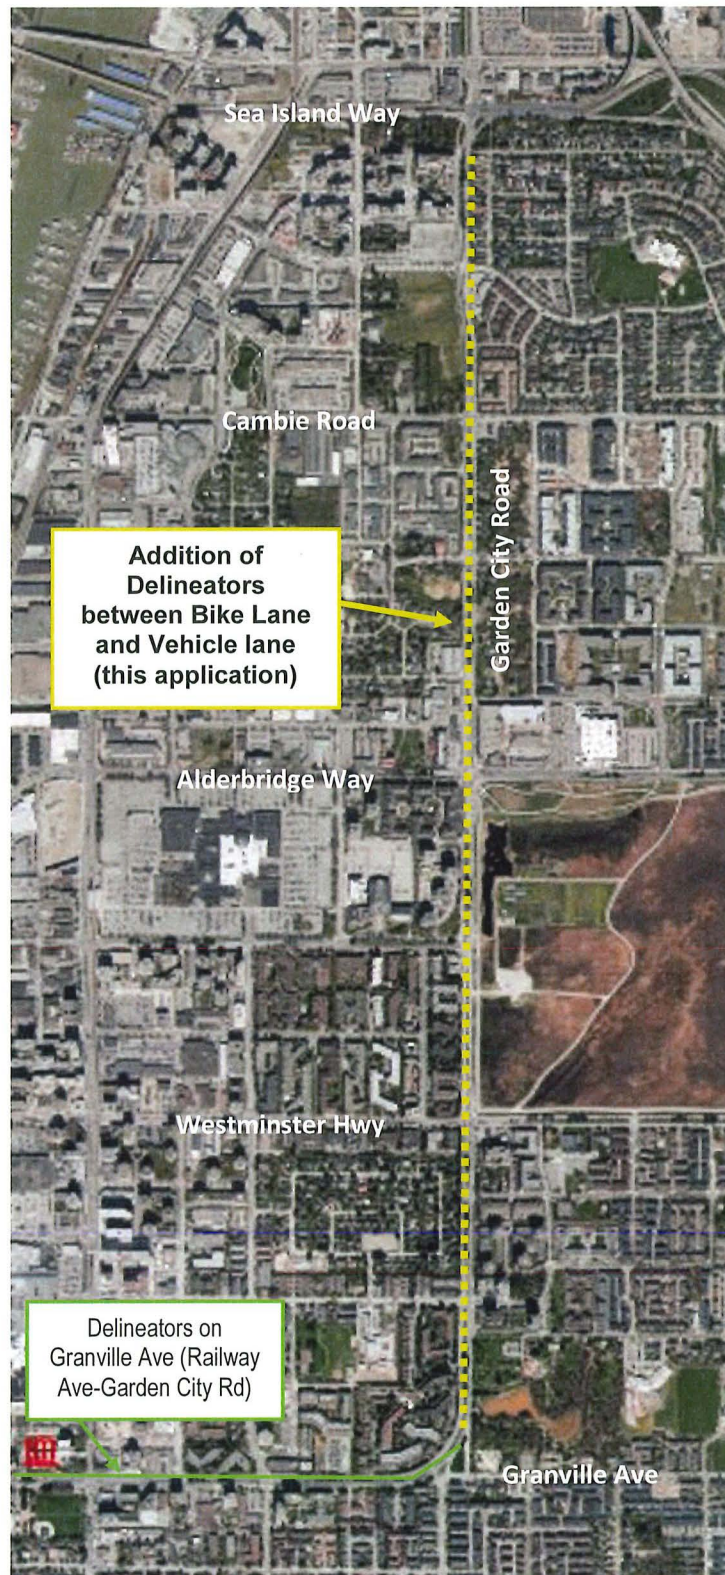 Sea Island Way
Cambie Road
Garden City Road
Addition of
Delineators
between Bike Lane
and Vehicle lane
(this application)
Alderbridge Way
Westminster Hwy
Delineators on
Granville Ave (Railway
Ave-Garden City Rd)
Granville Ave